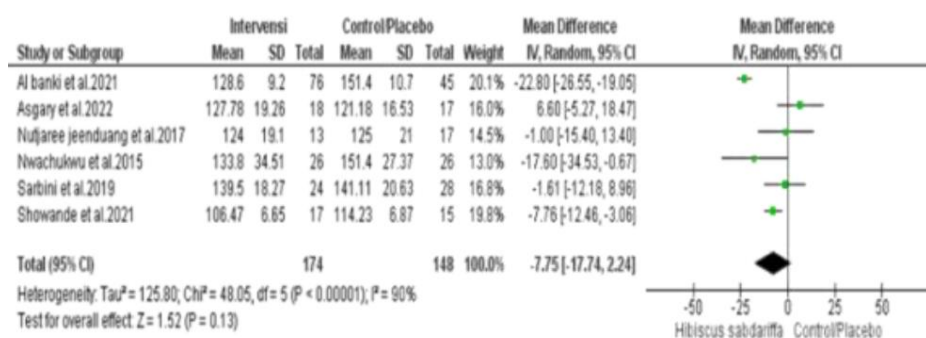 Intervensi Control/Placebo Mean Difference Mean Difference
Study or Subgroup Mean SD Total Mean SD Total Weight IV, Random, 95% CI IV, Random, 95% CI
Al banki et al.2021 128.6 9.2 76 151.4 10.7 45 20.1% -22.80 [-26.55, -19.05]
Asgary et.2022 127.78 19.26 18 121.18 16.53 17 16.1% 6.60 [-5.27, 18.47]
Nutjaree jeenduang et al.2017 124 19.1 13 125 21 17 14.5% -1.00 [-15.40, 13.40]
Nwachukwu et.2015 133.8 34.51 26 151.4 27.37 26 13.0% -17.60 [-34.53, -0.67]
Sarbini et.2019 139.5 18.27 24 141.11 20.63 28 16.8% -1.61 [-12.18, 8.96]
Showande et.2021 106.47 6.65 17 114.23 6.87 15 19.8% -7.76 [-12.46, -3.06]
Total (95% CI) 174 148 100.0% -7.75 [-17.74, 2.24]
Heterogeneity: Tau² = 125.80; Chi² = 48.05, df = 5 (P < 0.00001); I² = 90%
Test for overall effect: Z = 1.52 (P = 0.13)
-50 -25 0 25 50
Hibiscus sabdariffa Control/Placebo